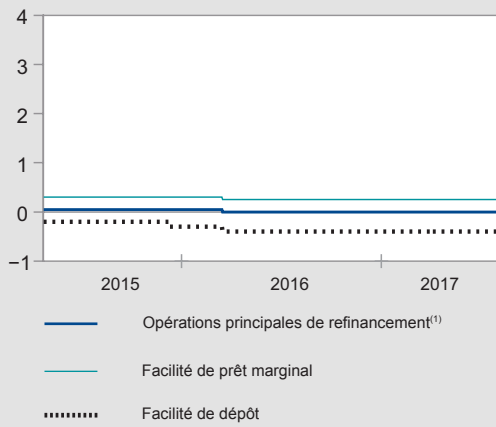 4
3
2
1
0
−1
2015 2016 2017
Opérations principales de refinancement(1)
Facilité de prêt marginal
Facilité de dépôt